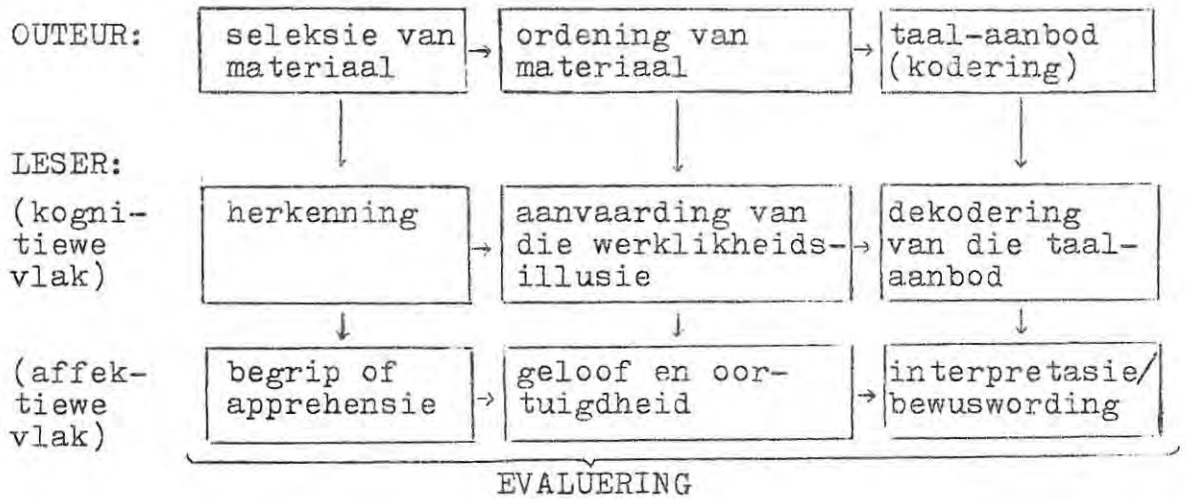 OUTEUR:
seleksie van
materiaal
ordening van
materiaal
taal-aanbod
(kodering)
LESER:
(kogni-
tiewe
vlak)
herkenning
aanvaarding van
die werklikheids-
illusie
dekodering
van die taal-
aanbod
(affek-
tiewe
vlak)
begrip of
apprehensie
geloof en oor-
tuigdheid
interpretasie/
bewuswording
EVALUERING